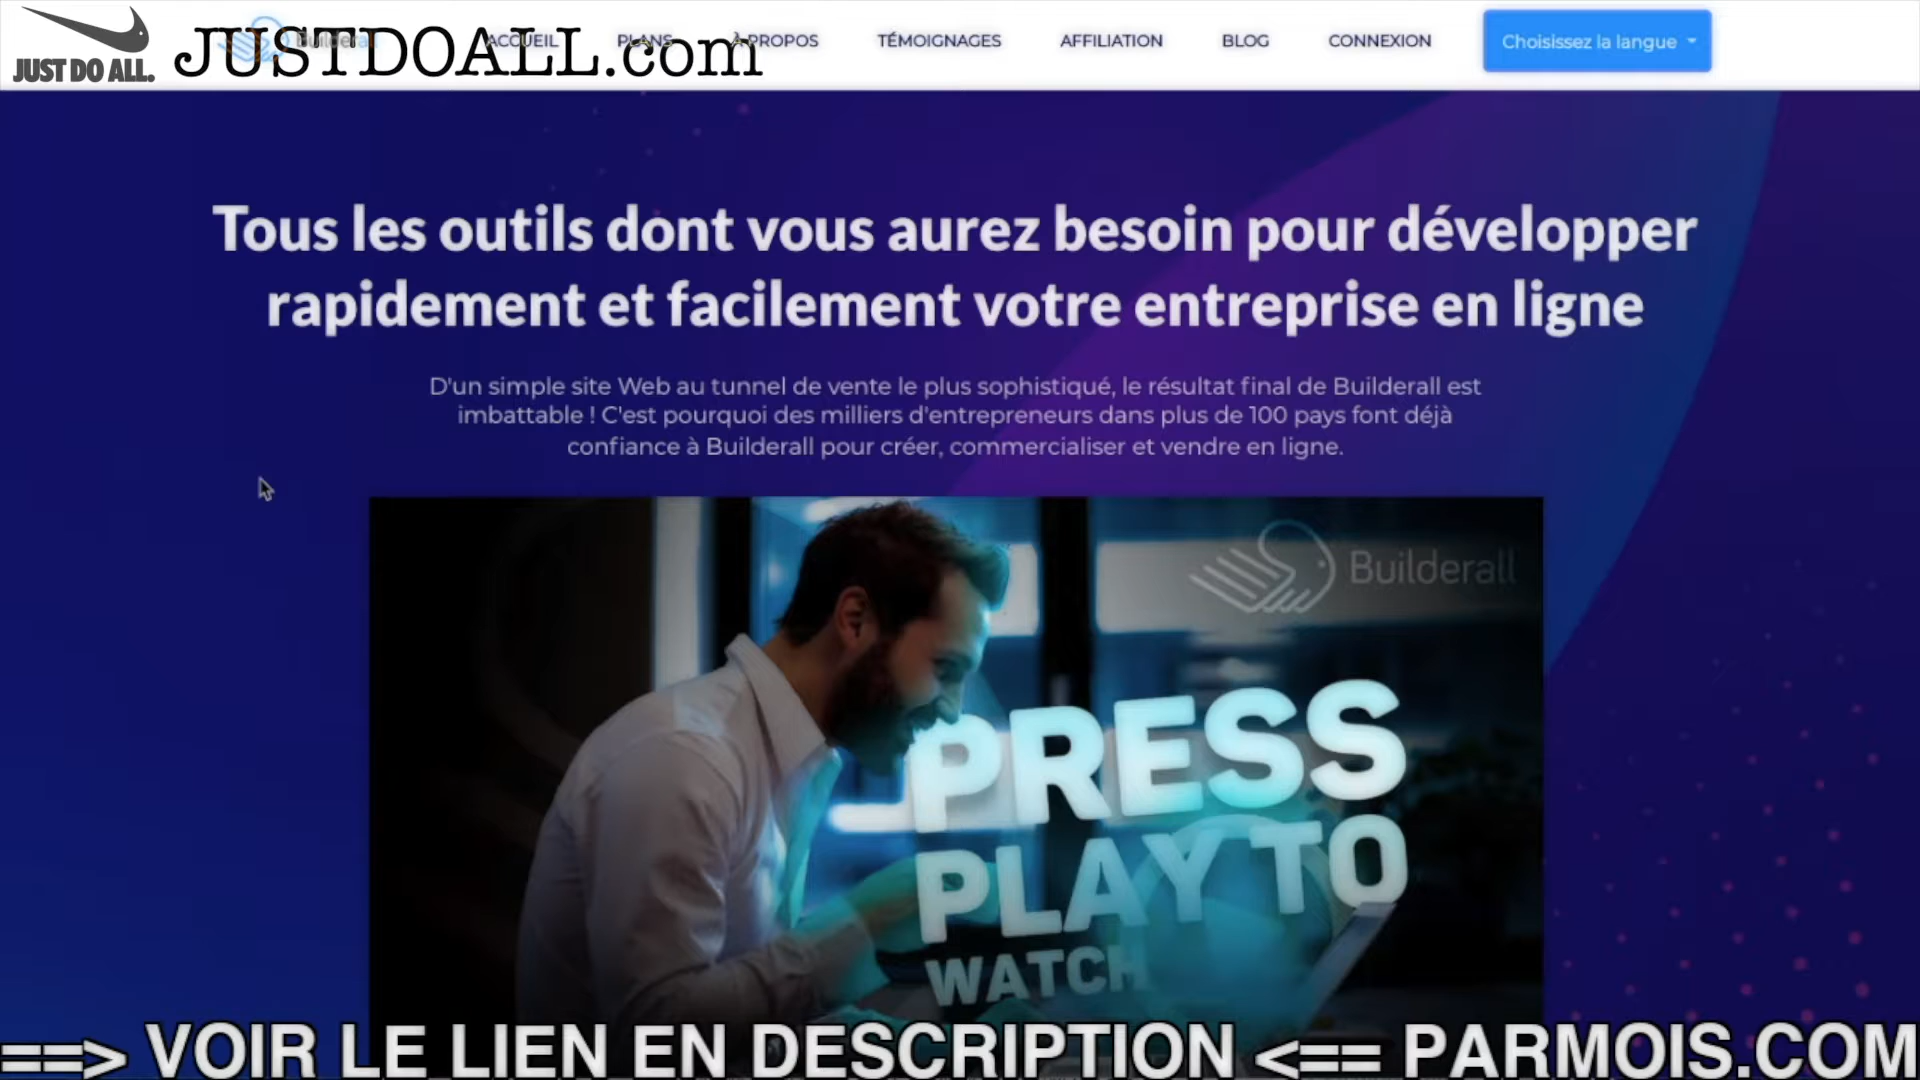 JUST DO ALL.
JUSTDOALL.com
Builderall
ACCUEIL
PLANS
À PROPOS
TÉMOIGNAGES
AFFILIATION
BLOG
CONNEXION
Choisissez la langue
Tous les outils dont vous aurez besoin pour développer
rapidement et facilement votre entreprise en ligne
D'un simple site Web au tunnel de vente le plus sophistiqué, le résultat final de Builderall est
imbattable ! C'est pourquoi des milliers d'entrepreneurs dans plus de 100 pays font déjà
confiance à Builderall pour créer, commercialiser et vendre en ligne.
Builderall
PRESS
PLAY TO
WATCH
==> VOIR LE LIEN EN DESCRIPTION <== PARMOIS.COM